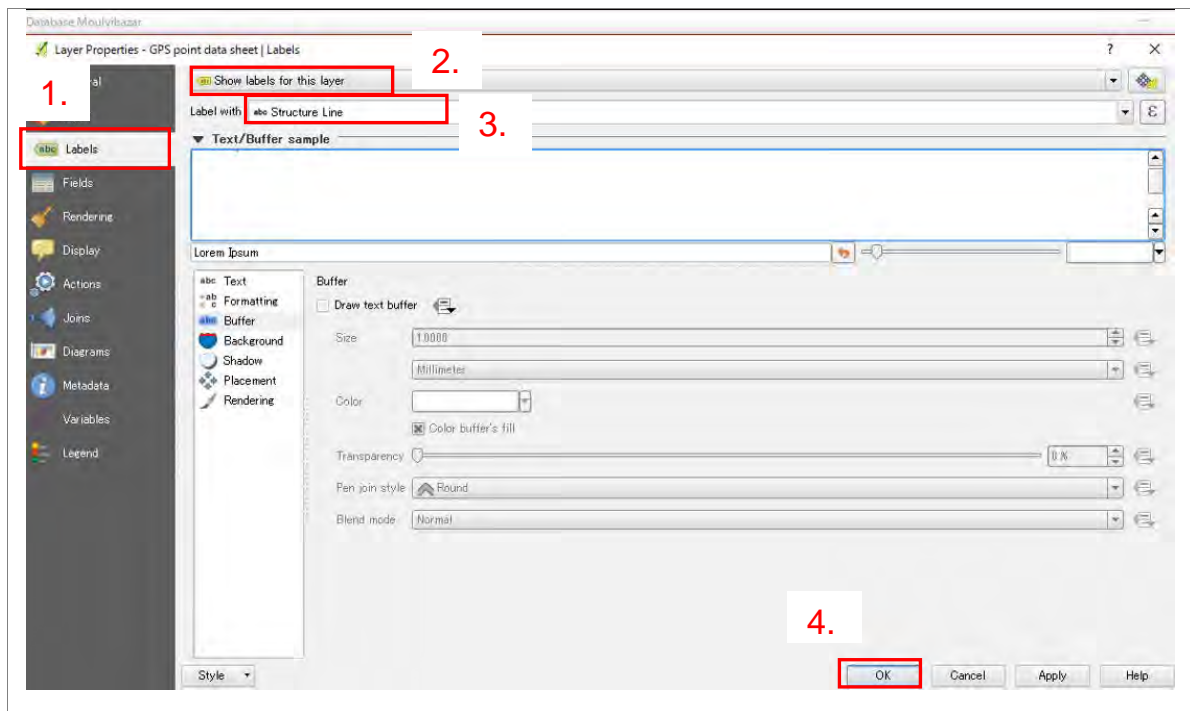 Database Moulvibazar
Layer Properties - GPS point data sheet | Labels
? ×
1.
2.
Show labels for this layer
Label with abc Structure Line
ε
3.
▼ Text/Buffer sample
abc Labels
Fields
Rendering
Display
Actions
Joins
Diagrams
Metadata
Variables
Legend
Lorem Ipsum
abc Text
Formatting
Buffer
Background
Shadow
Placement
Rendering
Buffer
Draw text buffer
Size 1.0000
Millimeter
Color
Color buffer's fill
Transparency 0 %
Pen join style Round
Blend mode Normal
4.
Style
OK Cancel Apply Help